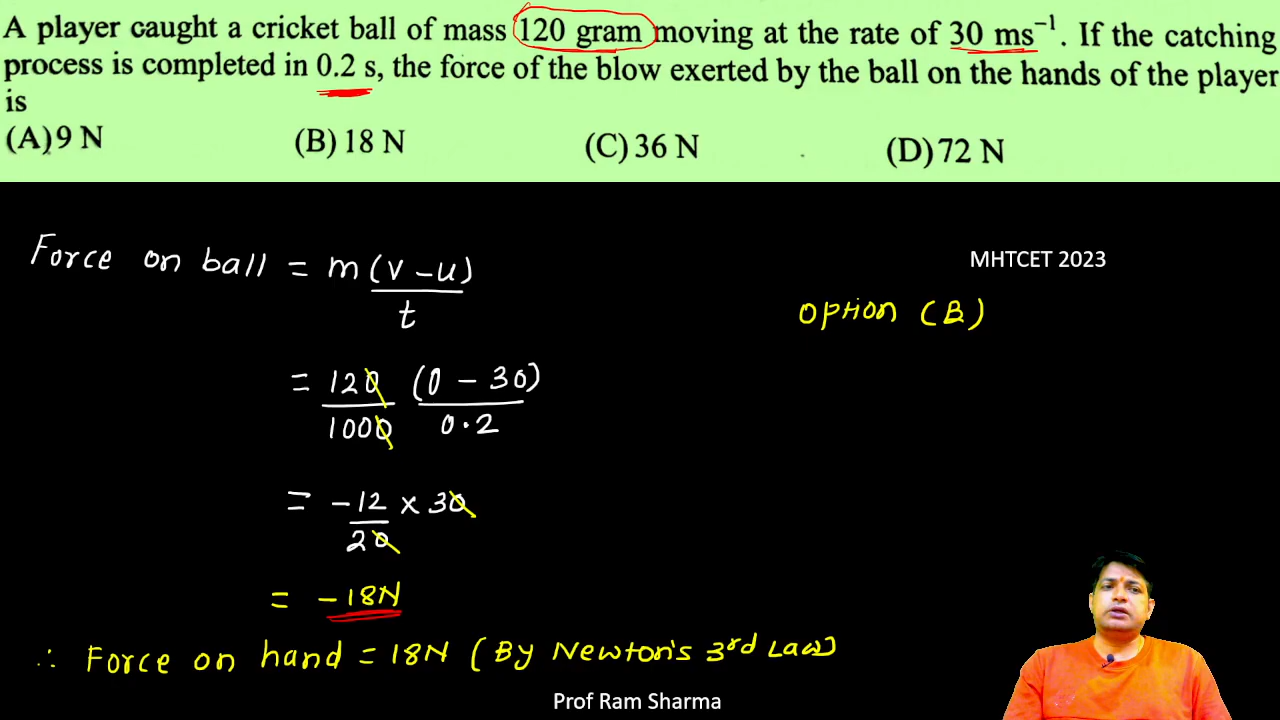 A player caught a cricket ball of mass 120 gram moving at the rate of 30 ms⁻¹. If the catching
process is completed in 0.2 s, the force of the blow exerted by the ball on the hands of the player
is
(A) 9 N (B) 18 N (C) 36 N (D) 72 N
Force on ball = m(v-u)
t
MHTCET 2023
option (B)
= 120 (0 - 30)
1000 0.2
= -12 × 30
20
= -18N
∴ Force on hand = 18N (By Newton's 3rd Law)
Prof Ram Sharma